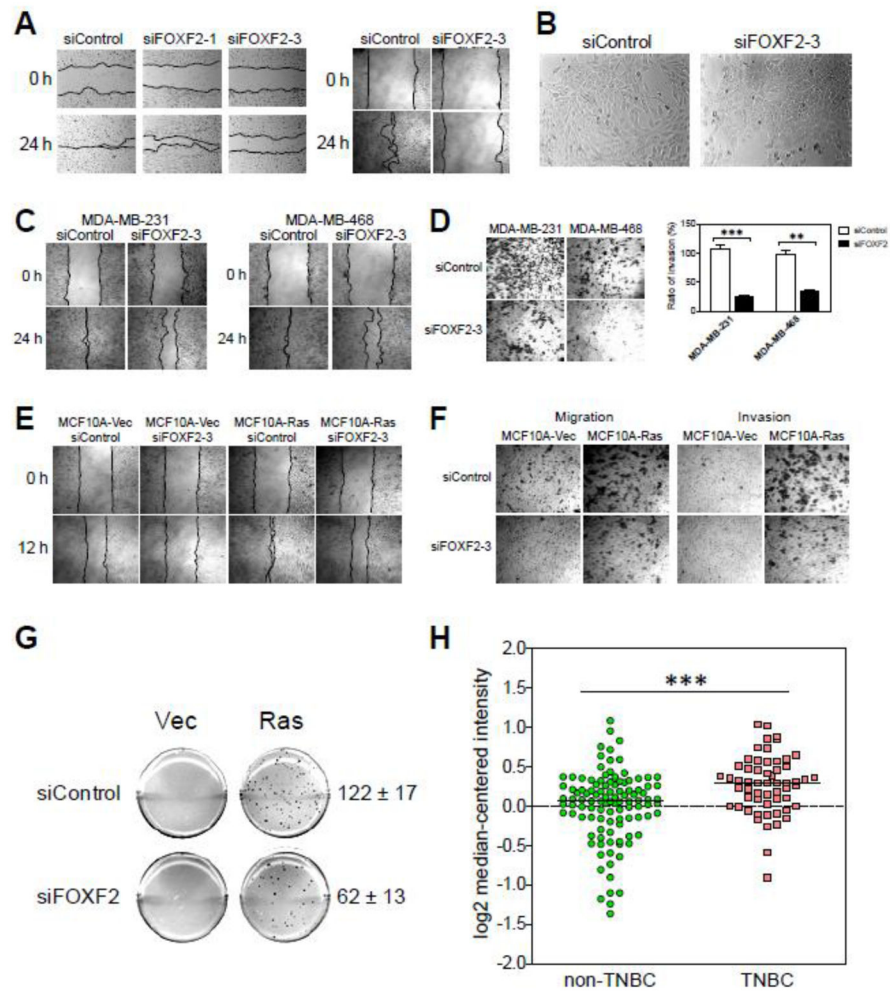 A
siControl siFOXF2-1 siFOXF2-3
siControl siFOXF2-3
0 h
24 h
0 h
24 h
B
siControl siFOXF2-3
C
MDA-MB-231
siControl siFOXF2-3
MDA-MB-468
siControl siFOXF2-3
0 h
24 h
0 h
24 h
D
MDA-MB-231 MDA-MB-468
siControl
siFOXF2-3
Ratio of Invasion (%)
150
100
50
0
***
**
siControl
siFOXF2
MDA-MB-231
MDA-MB-468
E
MCF10A-Vec MCF10A-Vec MCF10A-Ras MCF10A-Ras
siControl siFOXF2-3 siControl siFOXF2-3
0 h
12 h
F
Migration Invasion
MCF10A-Vec MCF10A-Ras MCF10A-Vec MCF10A-Ras
siControl
siFOXF2-3
G
Vec Ras
siControl 122 ± 17
siFOXF2 62 ± 13
H
log2 median-centered intensity
2.0
1.5
1.0
0.5
0.0
-0.5
-1.0
-1.5
-2.0
***
non-TNBC TNBC